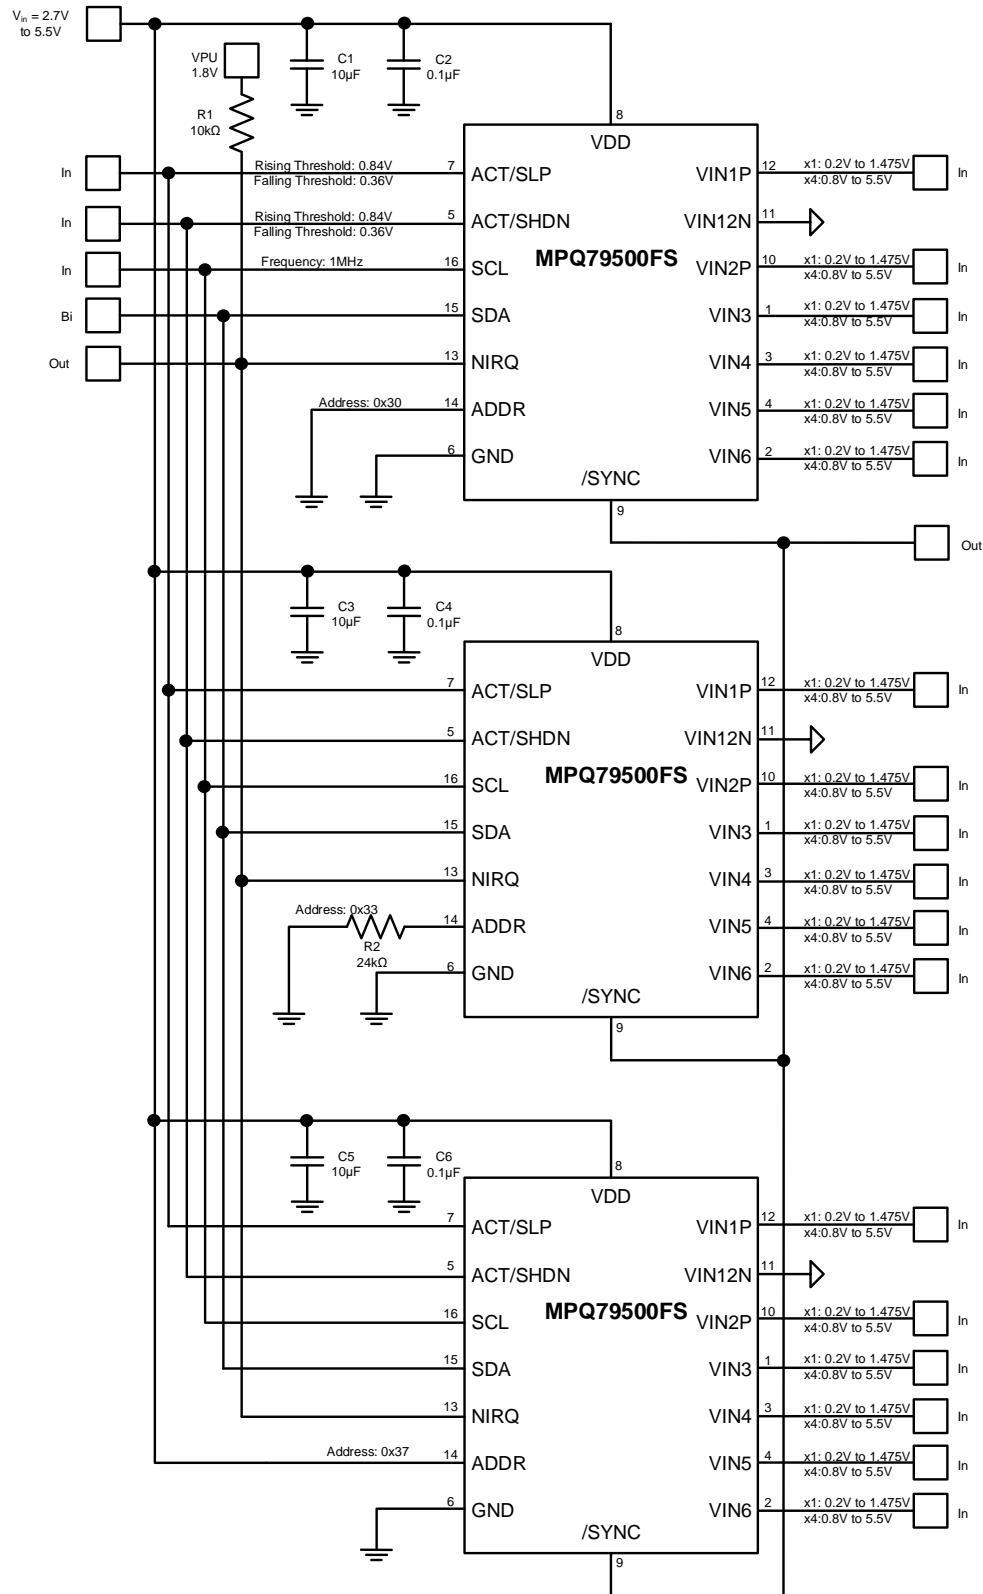 Vin = 2.7V
to 5.5V
VPU
1.8V
C1
10µF
C2
0.1µF
R1
10kΩ
8
VDD
In
Rising Threshold: 0.84V
Falling Threshold: 0.36V
7
ACT/SLP
VIN1P
12
x1: 0.2V to 1.475V
x4:0.8V to 5.5V
In
In
Rising Threshold: 0.84V
Falling Threshold: 0.36V
5
ACT/SHDN
VIN12N
11
MPQ79500FS
In
Frequency: 1MHz
16
SCL
VIN2P
10
x1: 0.2V to 1.475V
x4:0.8V to 5.5V
In
Bi
15
SDA
VIN3
1
x1: 0.2V to 1.475V
x4:0.8V to 5.5V
In
Out
13
NIRQ
VIN4
3
x1: 0.2V to 1.475V
x4:0.8V to 5.5V
In
Address: 0x30
14
ADDR
VIN5
4
x1: 0.2V to 1.475V
x4:0.8V to 5.5V
In
6
GND
VIN6
2
x1: 0.2V to 1.475V
x4:0.8V to 5.5V
In
/SYNC
9
Out
C3
10µF
C4
0.1µF
8
VDD
7
ACT/SLP
VIN1P
12
x1: 0.2V to 1.475V
x4:0.8V to 5.5V
In
5
ACT/SHDN
VIN12N
11
MPQ79500FS
16
SCL
VIN2P
10
x1: 0.2V to 1.475V
x4:0.8V to 5.5V
In
15
SDA
VIN3
1
x1: 0.2V to 1.475V
x4:0.8V to 5.5V
In
13
NIRQ
VIN4
3
x1: 0.2V to 1.475V
x4:0.8V to 5.5V
In
Address: 0x33
R2
24kΩ
14
ADDR
VIN5
4
x1: 0.2V to 1.475V
x4:0.8V to 5.5V
In
6
GND
VIN6
2
x1: 0.2V to 1.475V
x4:0.8V to 5.5V
In
/SYNC
9
C5
10µF
C6
0.1µF
8
VDD
7
ACT/SLP
VIN1P
12
x1: 0.2V to 1.475V
x4:0.8V to 5.5V
In
5
ACT/SHDN
VIN12N
11
MPQ79500FS
16
SCL
VIN2P
10
x1: 0.2V to 1.475V
x4:0.8V to 5.5V
In
15
SDA
VIN3
1
x1: 0.2V to 1.475V
x4:0.8V to 5.5V
In
13
NIRQ
VIN4
3
x1: 0.2V to 1.475V
x4:0.8V to 5.5V
In
Address: 0x37
14
ADDR
VIN5
4
x1: 0.2V to 1.475V
x4:0.8V to 5.5V
In
6
GND
VIN6
2
x1: 0.2V to 1.475V
x4:0.8V to 5.5V
In
/SYNC
9